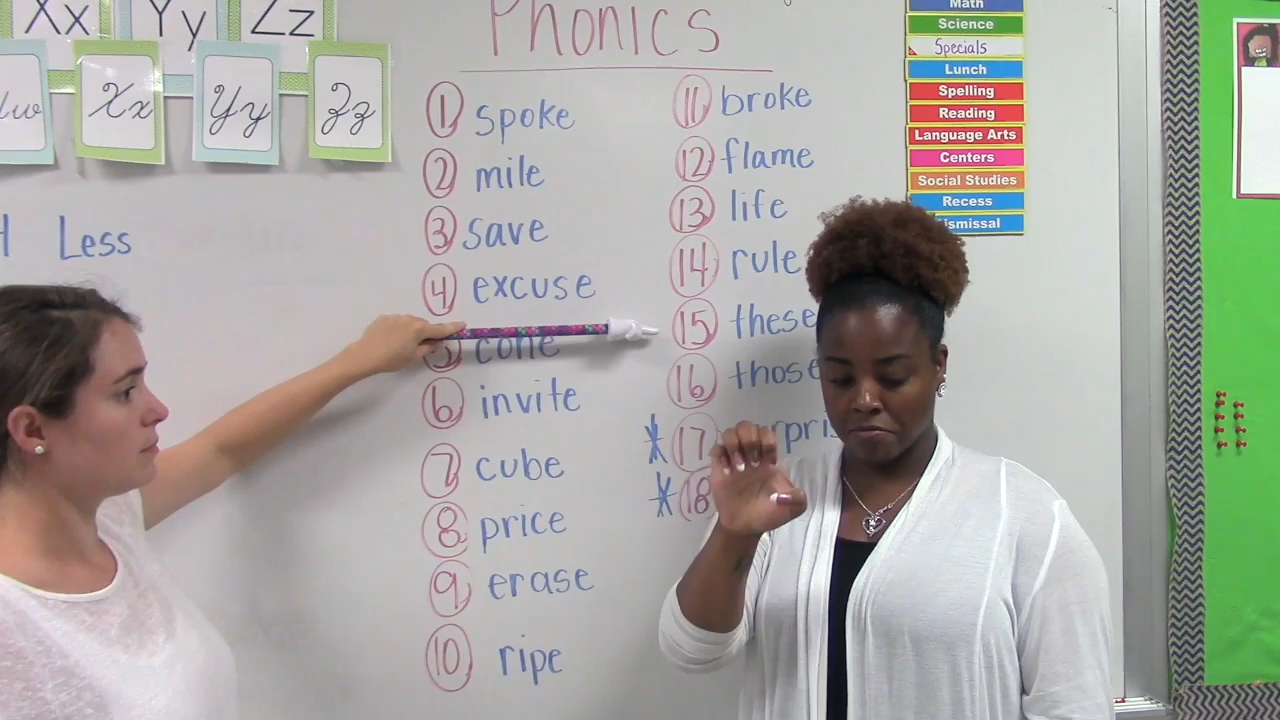 Xx Yy Zz
Xx Yy Zz
Phonics
1 spoke
2 mile
3 save
4 excuse
5 cone
6 invite
7 cube
8 price
9 erase
10 ripe
11 broke
12 flame
13 life
14 rule
15 these
16 those
* 17
* 18
Less
Math
Science
Specials
Lunch
Spelling
Reading
Language Arts
Centers
Social Studies
Recess